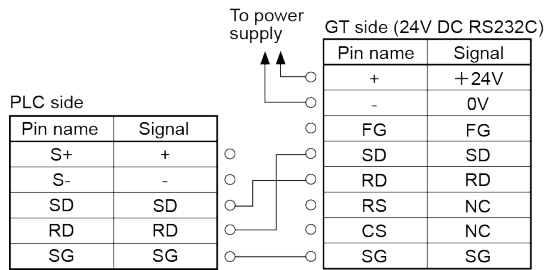 To power
supply
GT side (24V DC RS232C)
Pin name Signal
+ +24V
- 0V
FG FG
SD SD
RD RD
RS NC
CS NC
SG SG
PLC side
Pin name Signal
S+ +
S- -
SD SD
RD RD
SG SG